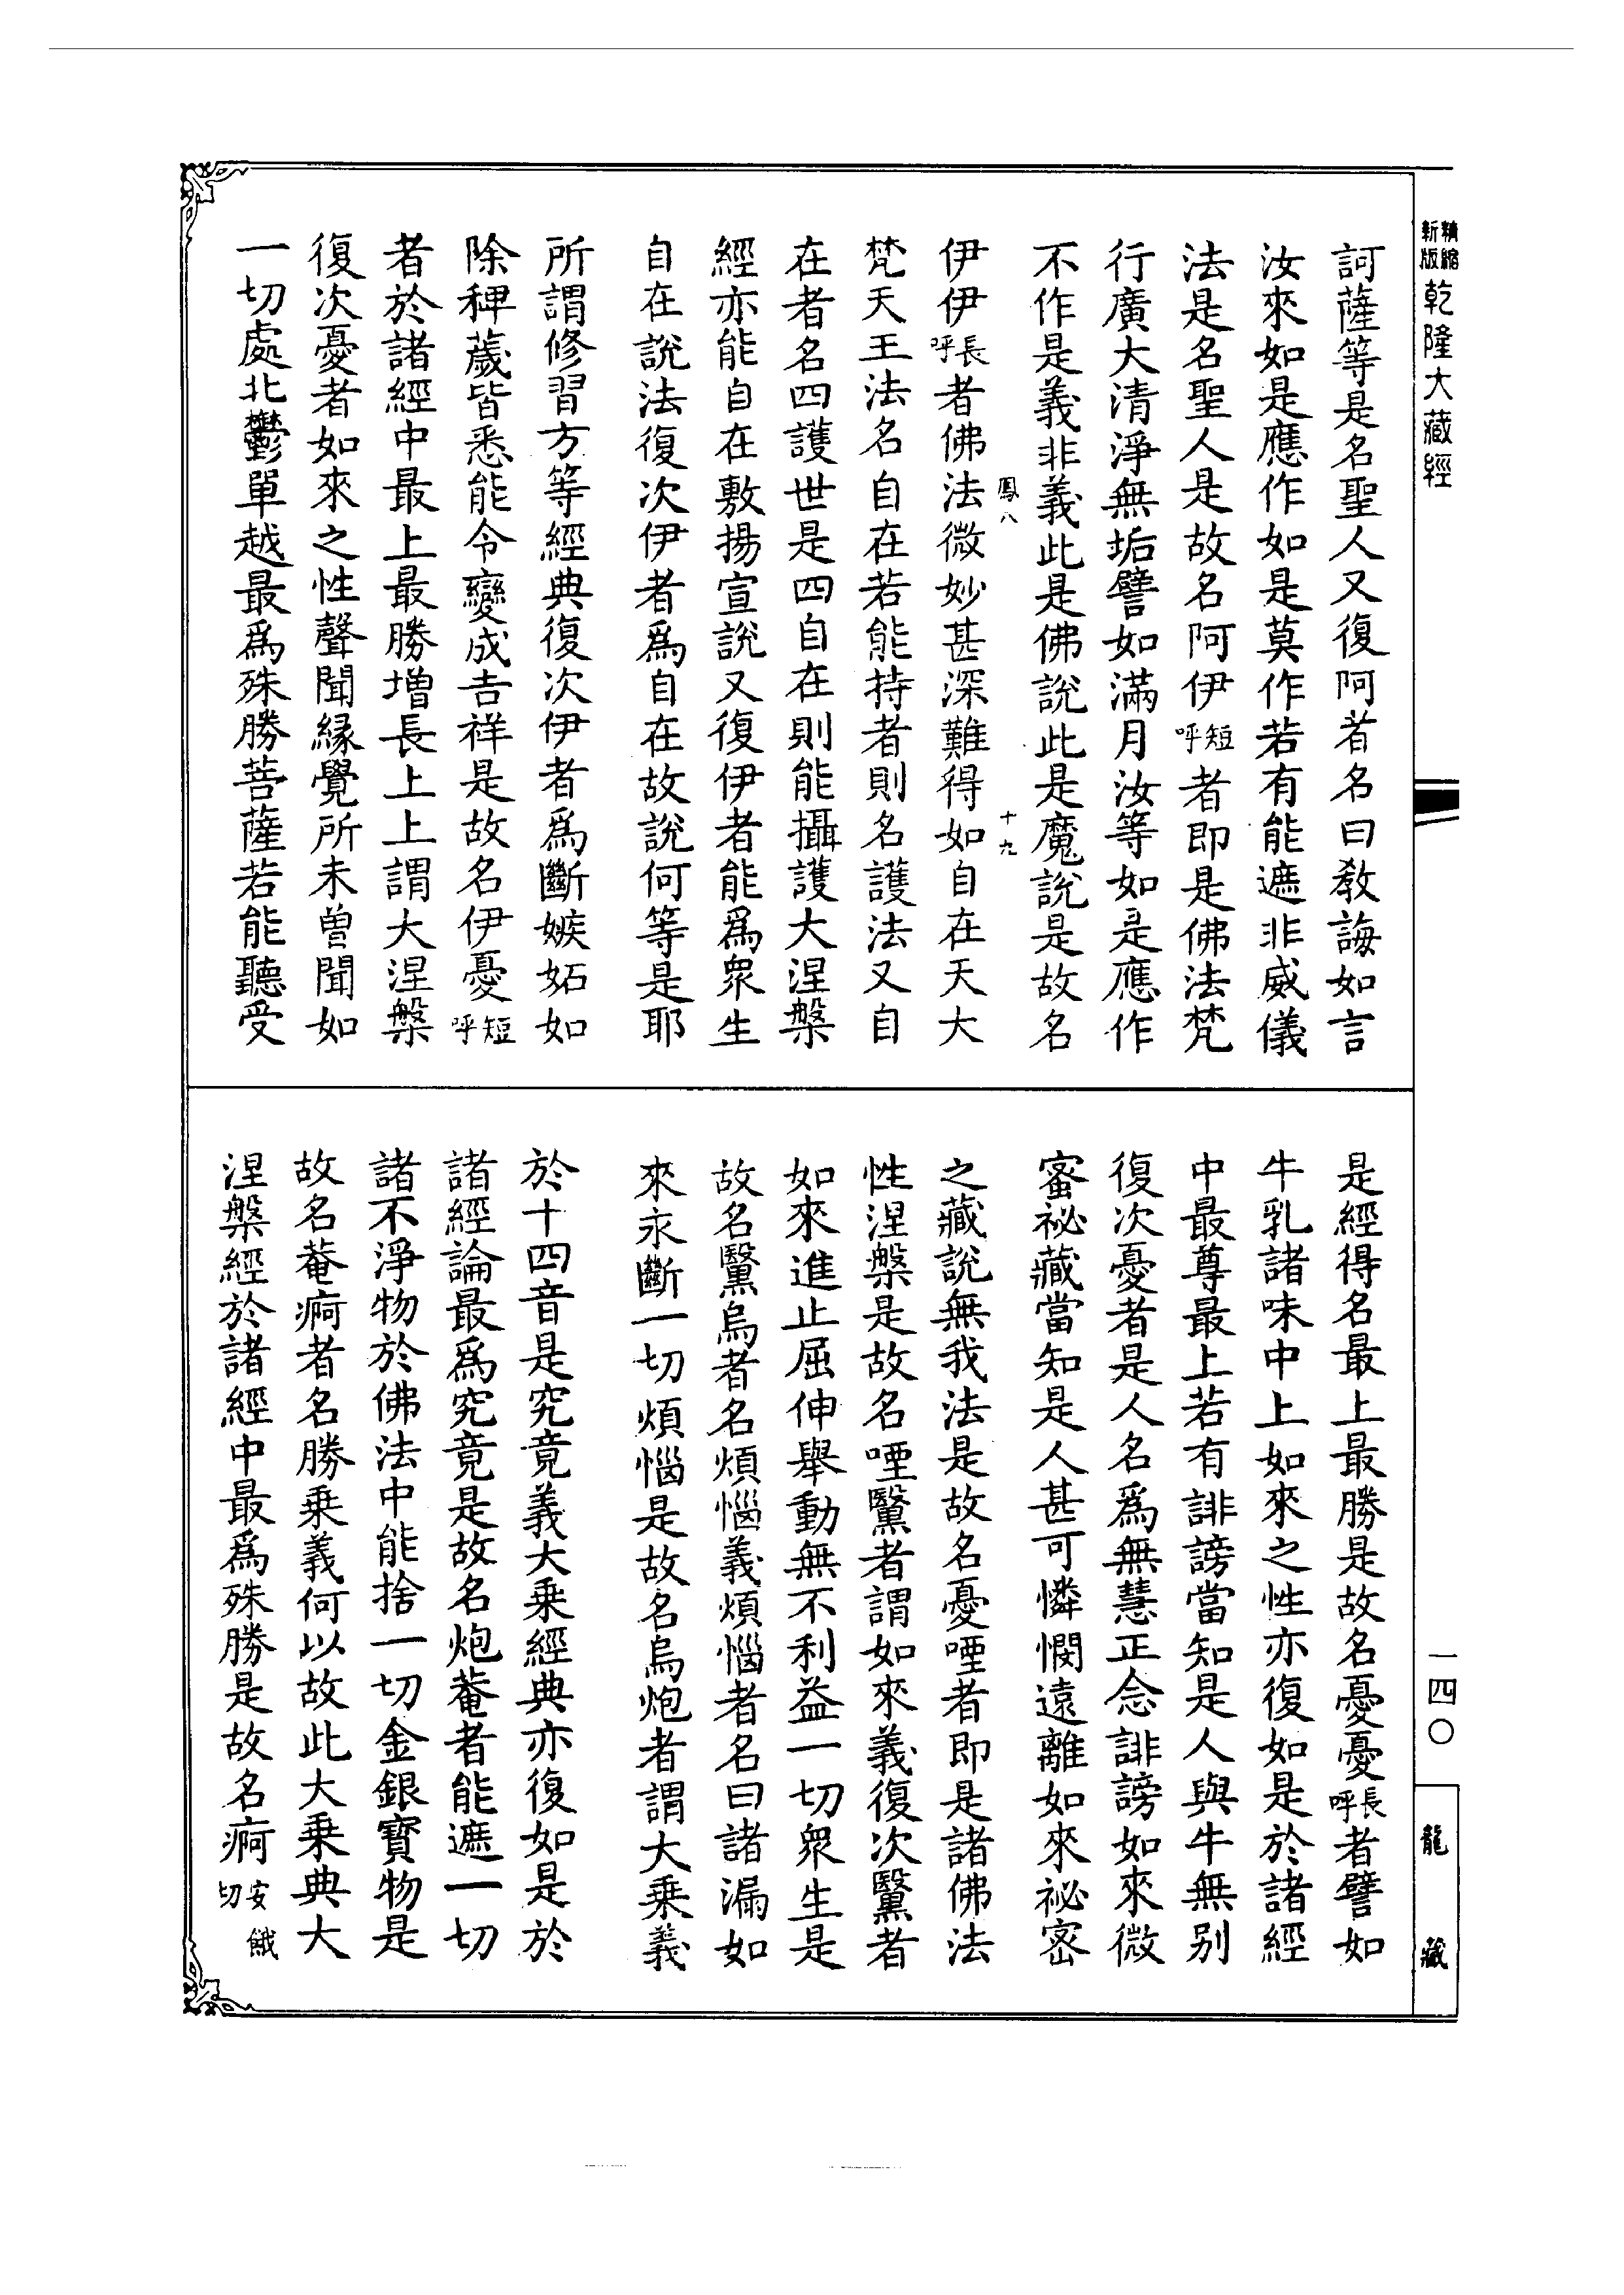 精縮新版乾隆大藏經
訶薩等是名聖人又復阿者名曰教誨如言
汝來如是應作如是莫作若有能遮非威儀
法是名聖人是故名阿伊短呼者即是佛法梵
行廣大清淨無垢譬如滿月汝等如是應作
不作是義非義此是佛說此是魔說是故名
鳳八 十九
伊伊長呼者佛法微妙甚深難得如自在天大
梵天王法名自在若能持者則名護法又自
在者名四護世是四自在則能攝護大涅槃
經亦能自在敷揚宣說又復伊者能為眾生
自在說法復次伊者為自在故說何等是耶
所謂修習方等經典復次伊者為斷嫉妬如
除稗薉皆悉能令變成吉祥是故名伊憂短呼
者於諸經中最上最勝增長上上謂大涅槃
復次憂者如來之性聲聞緣覺所未曾聞如
一切處北鬱單越最為殊勝菩薩若能聽受
是經得名最上最勝是故名憂憂長呼者譬如
牛乳諸味中上如來之性亦復如是於諸經
中最尊最上若有誹謗當知是人與牛無別
復次憂者是人名為無慧正念誹謗如來微
蜜祕藏當知是人甚可憐憫遠離如來祕密
之藏說無我法是故名憂㖶者即是諸佛法
性涅槃是故名㖶黳者謂如來義復次黳者
如來進止屈伸舉動無不利益一切眾生是
故名黳烏者名煩惱義煩惱者名曰諸漏如
來永斷一切煩惱是故名烏炮者謂大乘義
於十四音是究竟義大乘經典亦復如是於
諸經論最為究竟是故名炮菴者能遮一切
諸不淨物於佛法中能捨一切金銀寶物是
故名菴痾者名勝乘義何以故此大乘典大
涅槃經於諸經中最為殊勝是故名痾安餓切
一四〇
龍藏